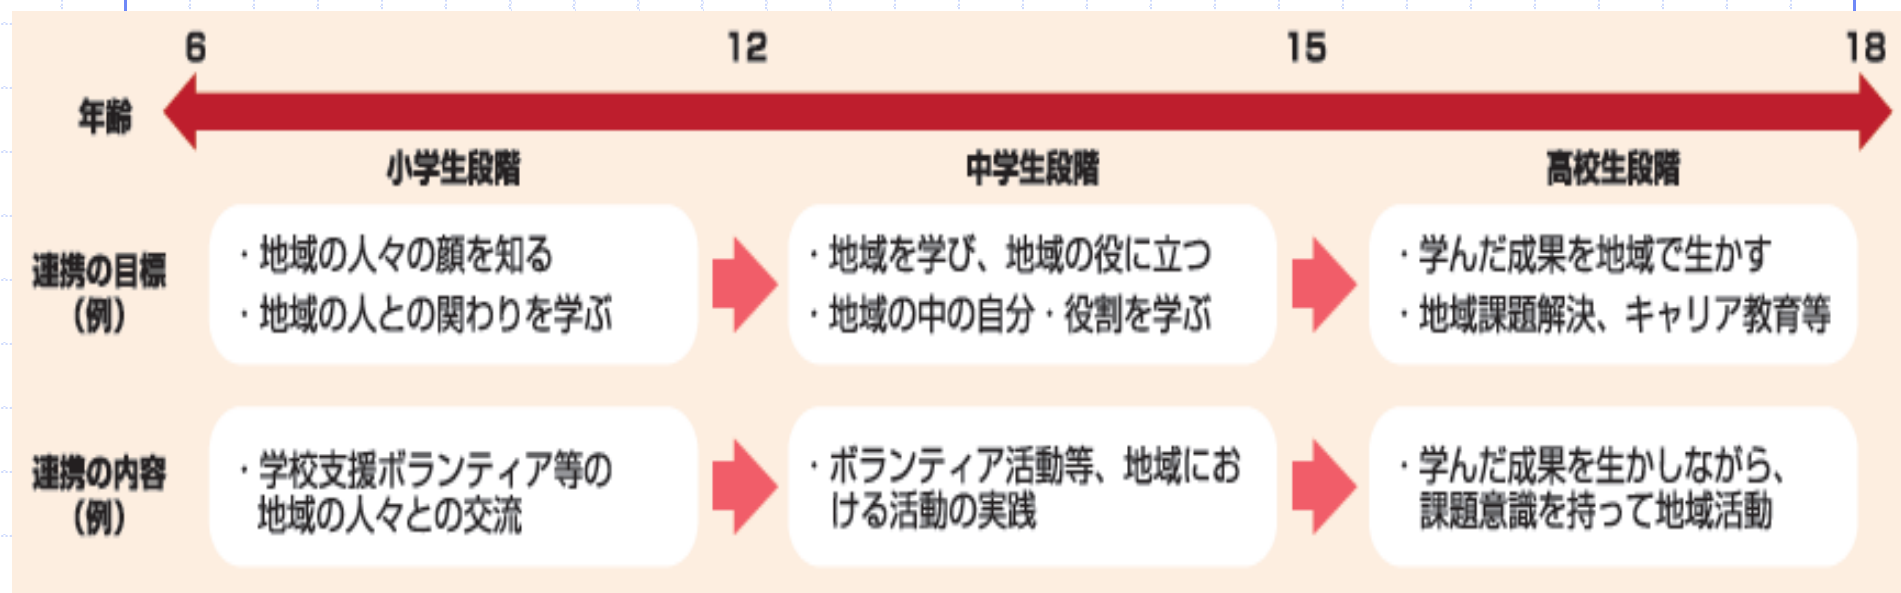 6 12 15 18
年齢
小学生段階 中学生段階 高校生段階
連携の目標
（例）
・地域の人々の顔を知る
・地域の人との関わりを学ぶ
・地域を学び、地域の役に立つ
・地域の中の自分・役割を学ぶ
・学んだ成果を地域で生かす
・地域課題解決、キャリア教育等
連携の内容
（例）
・学校支援ボランティア等の
地域の人々との交流
・ボランティア活動等、地域にお
ける活動の実践
・学んだ成果を生かしながら、
課題意識を持って地域活動